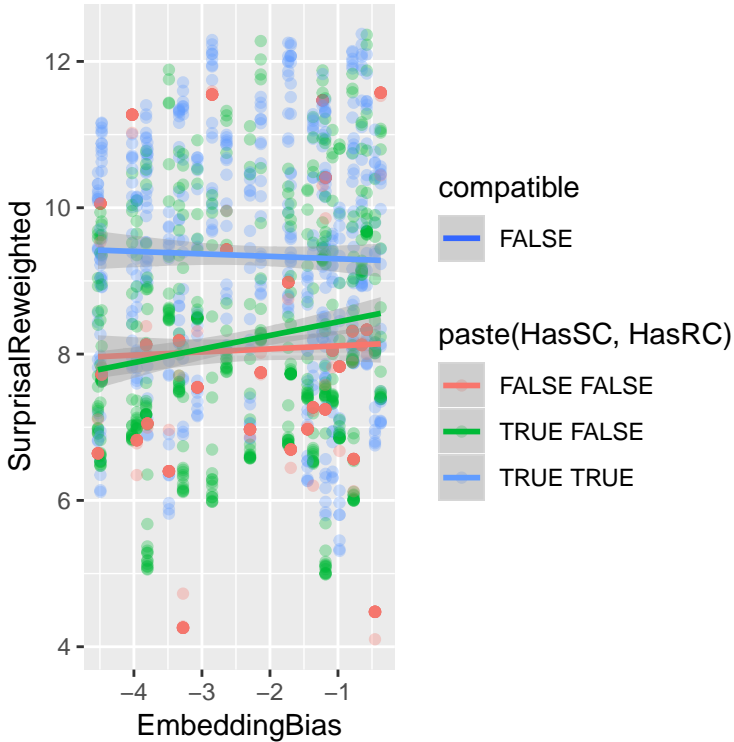 12
10
8
6
4
SurprisalReweighted
−4
−3
−2
−1
EmbeddingBias
compatible
FALSE
paste(HasSC, HasRC)
FALSE FALSE
TRUE FALSE
TRUE TRUE